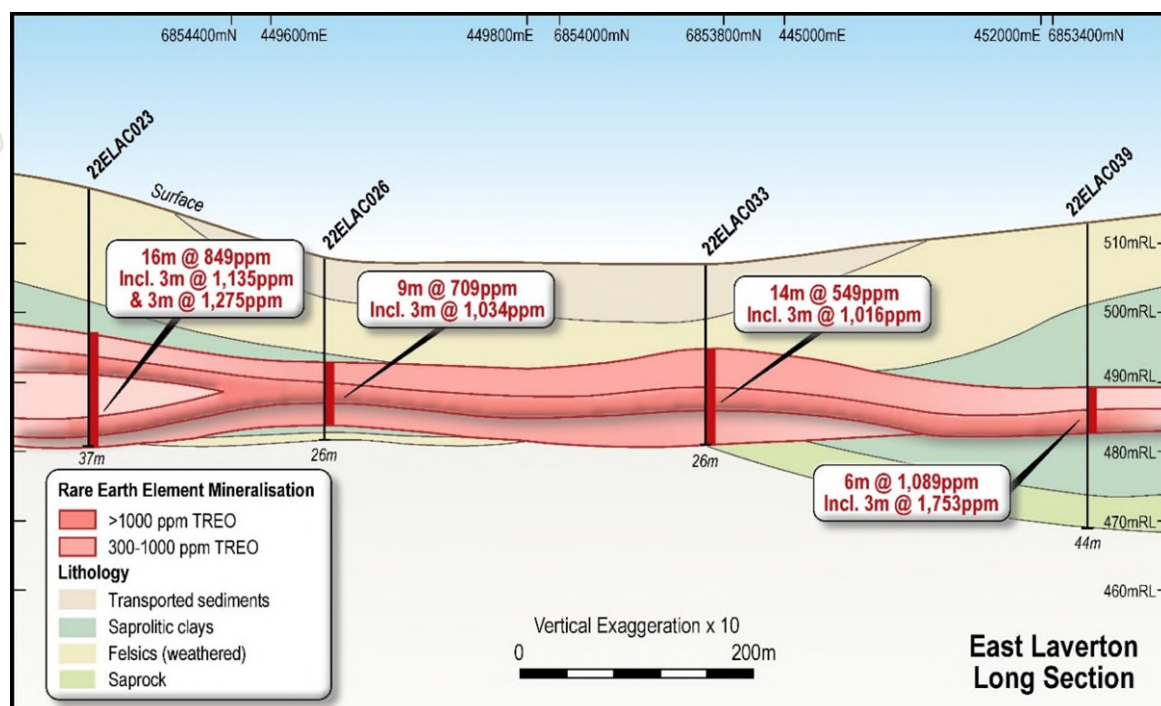 6854400mN 449600mE 449800mE 6854000mN 6853800mN 445000mE 452000mE 6853400mN
22ELAC023
Surface
22ELAC026
22ELAC033
22ELAC039
510mRL
500mRL
490mRL
480mRL
470mRL
460mRL
16m @ 849ppm
Incl. 3m @ 1,135ppm
& 3m @ 1,275ppm
9m @ 709ppm
Incl. 3m @ 1,034ppm
14m @ 549ppm
Incl. 3m @ 1,016ppm
6m @ 1,089ppm
Incl. 3m @ 1,753ppm
37m
26m
26m
44m
Rare Earth Element Mineralisation
>1000 ppm TREO
300-1000 ppm TREO
Lithology
Transported sediments
Saprolitic clays
Felsics (weathered)
Saprock
Vertical Exaggeration x 10
0 200m
East Laverton
Long Section